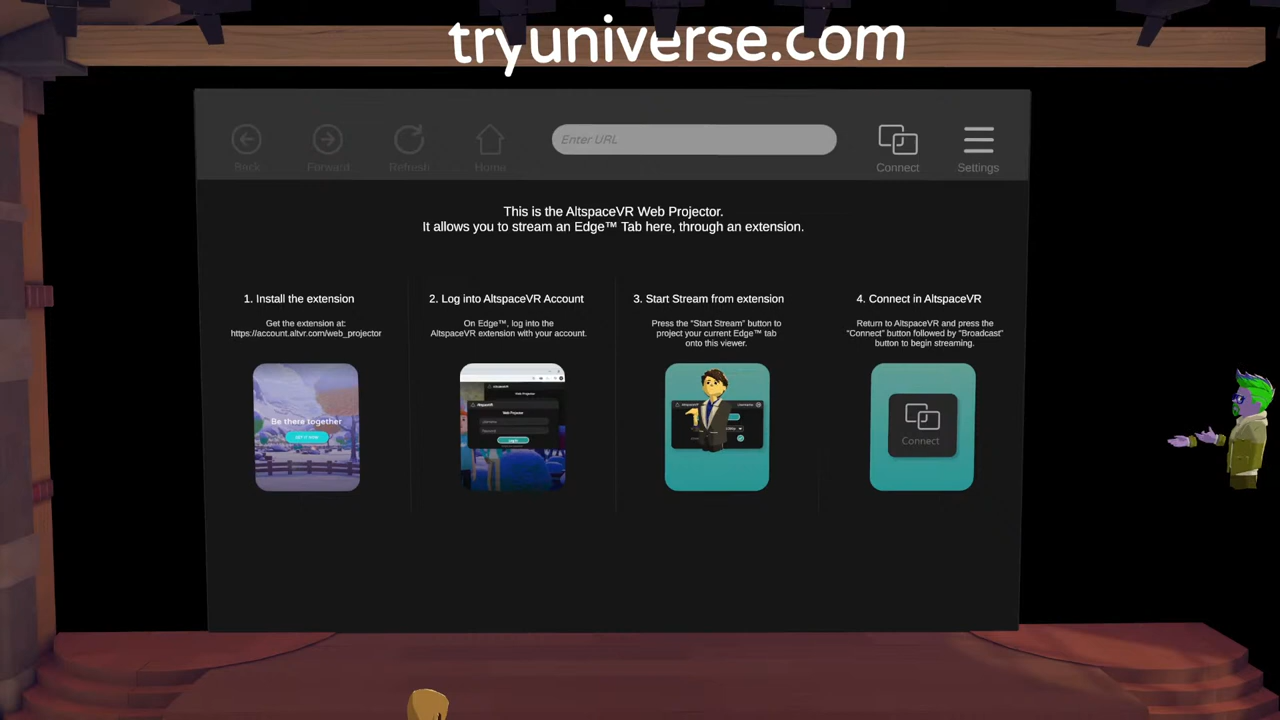 tryuniverse.com
Back
Forward
Refresh
Home
Enter URL
Connect
Settings
This is the AltspaceVR Web Projector.
It allows you to stream an Edge™ Tab here, through an extension.
1. Install the extension
Get the extension at:
https://account.altvr.com/web_projector
Be there together
2. Log into AltspaceVR Account
On Edge™, log into the
AltspaceVR extension with your account.
Web Projector
3. Start Stream from extension
Press the "Start Stream" button to
project your current Edge™ tab
onto this viewer.
4. Connect in AltspaceVR
Return to AltspaceVR and press the
"Connect" button followed by "Broadcast"
button to begin streaming.
Connect